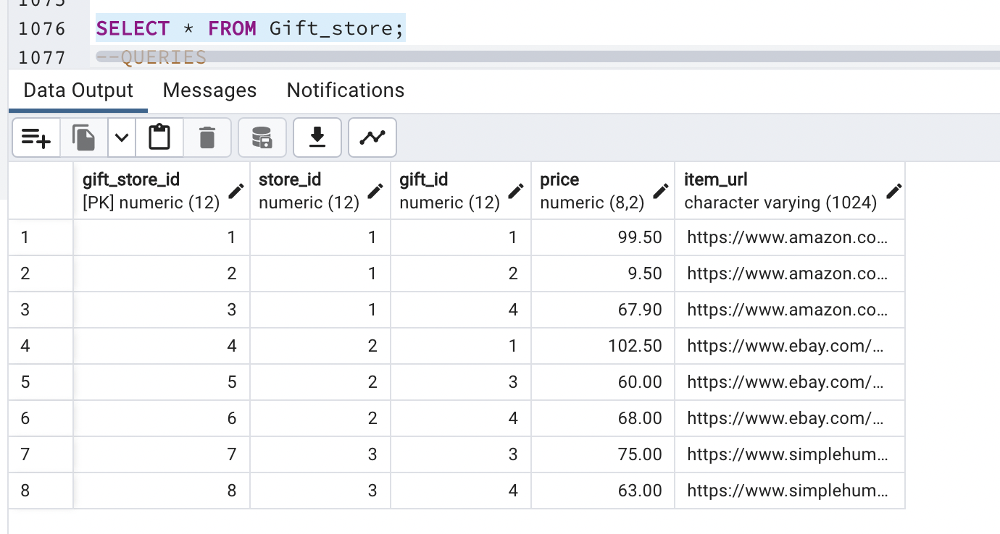 1075
1076 SELECT * FROM Gift_store;
1077 --QUERIES
Data Output Messages Notifications
gift_store_id store_id gift_id price item_url
[PK] numeric (12) numeric (12) numeric (12) numeric (8,2) character varying (1024)
1 1 1 1 99.50 https://www.amazon.co…
2 2 1 2 9.50 https://www.amazon.co…
3 3 1 4 67.90 https://www.amazon.co…
4 4 2 1 102.50 https://www.ebay.com/…
5 5 2 3 60.00 https://www.ebay.com/…
6 6 2 4 68.00 https://www.ebay.com/…
7 7 3 3 75.00 https://www.simplehum…
8 8 3 4 63.00 https://www.simplehum…